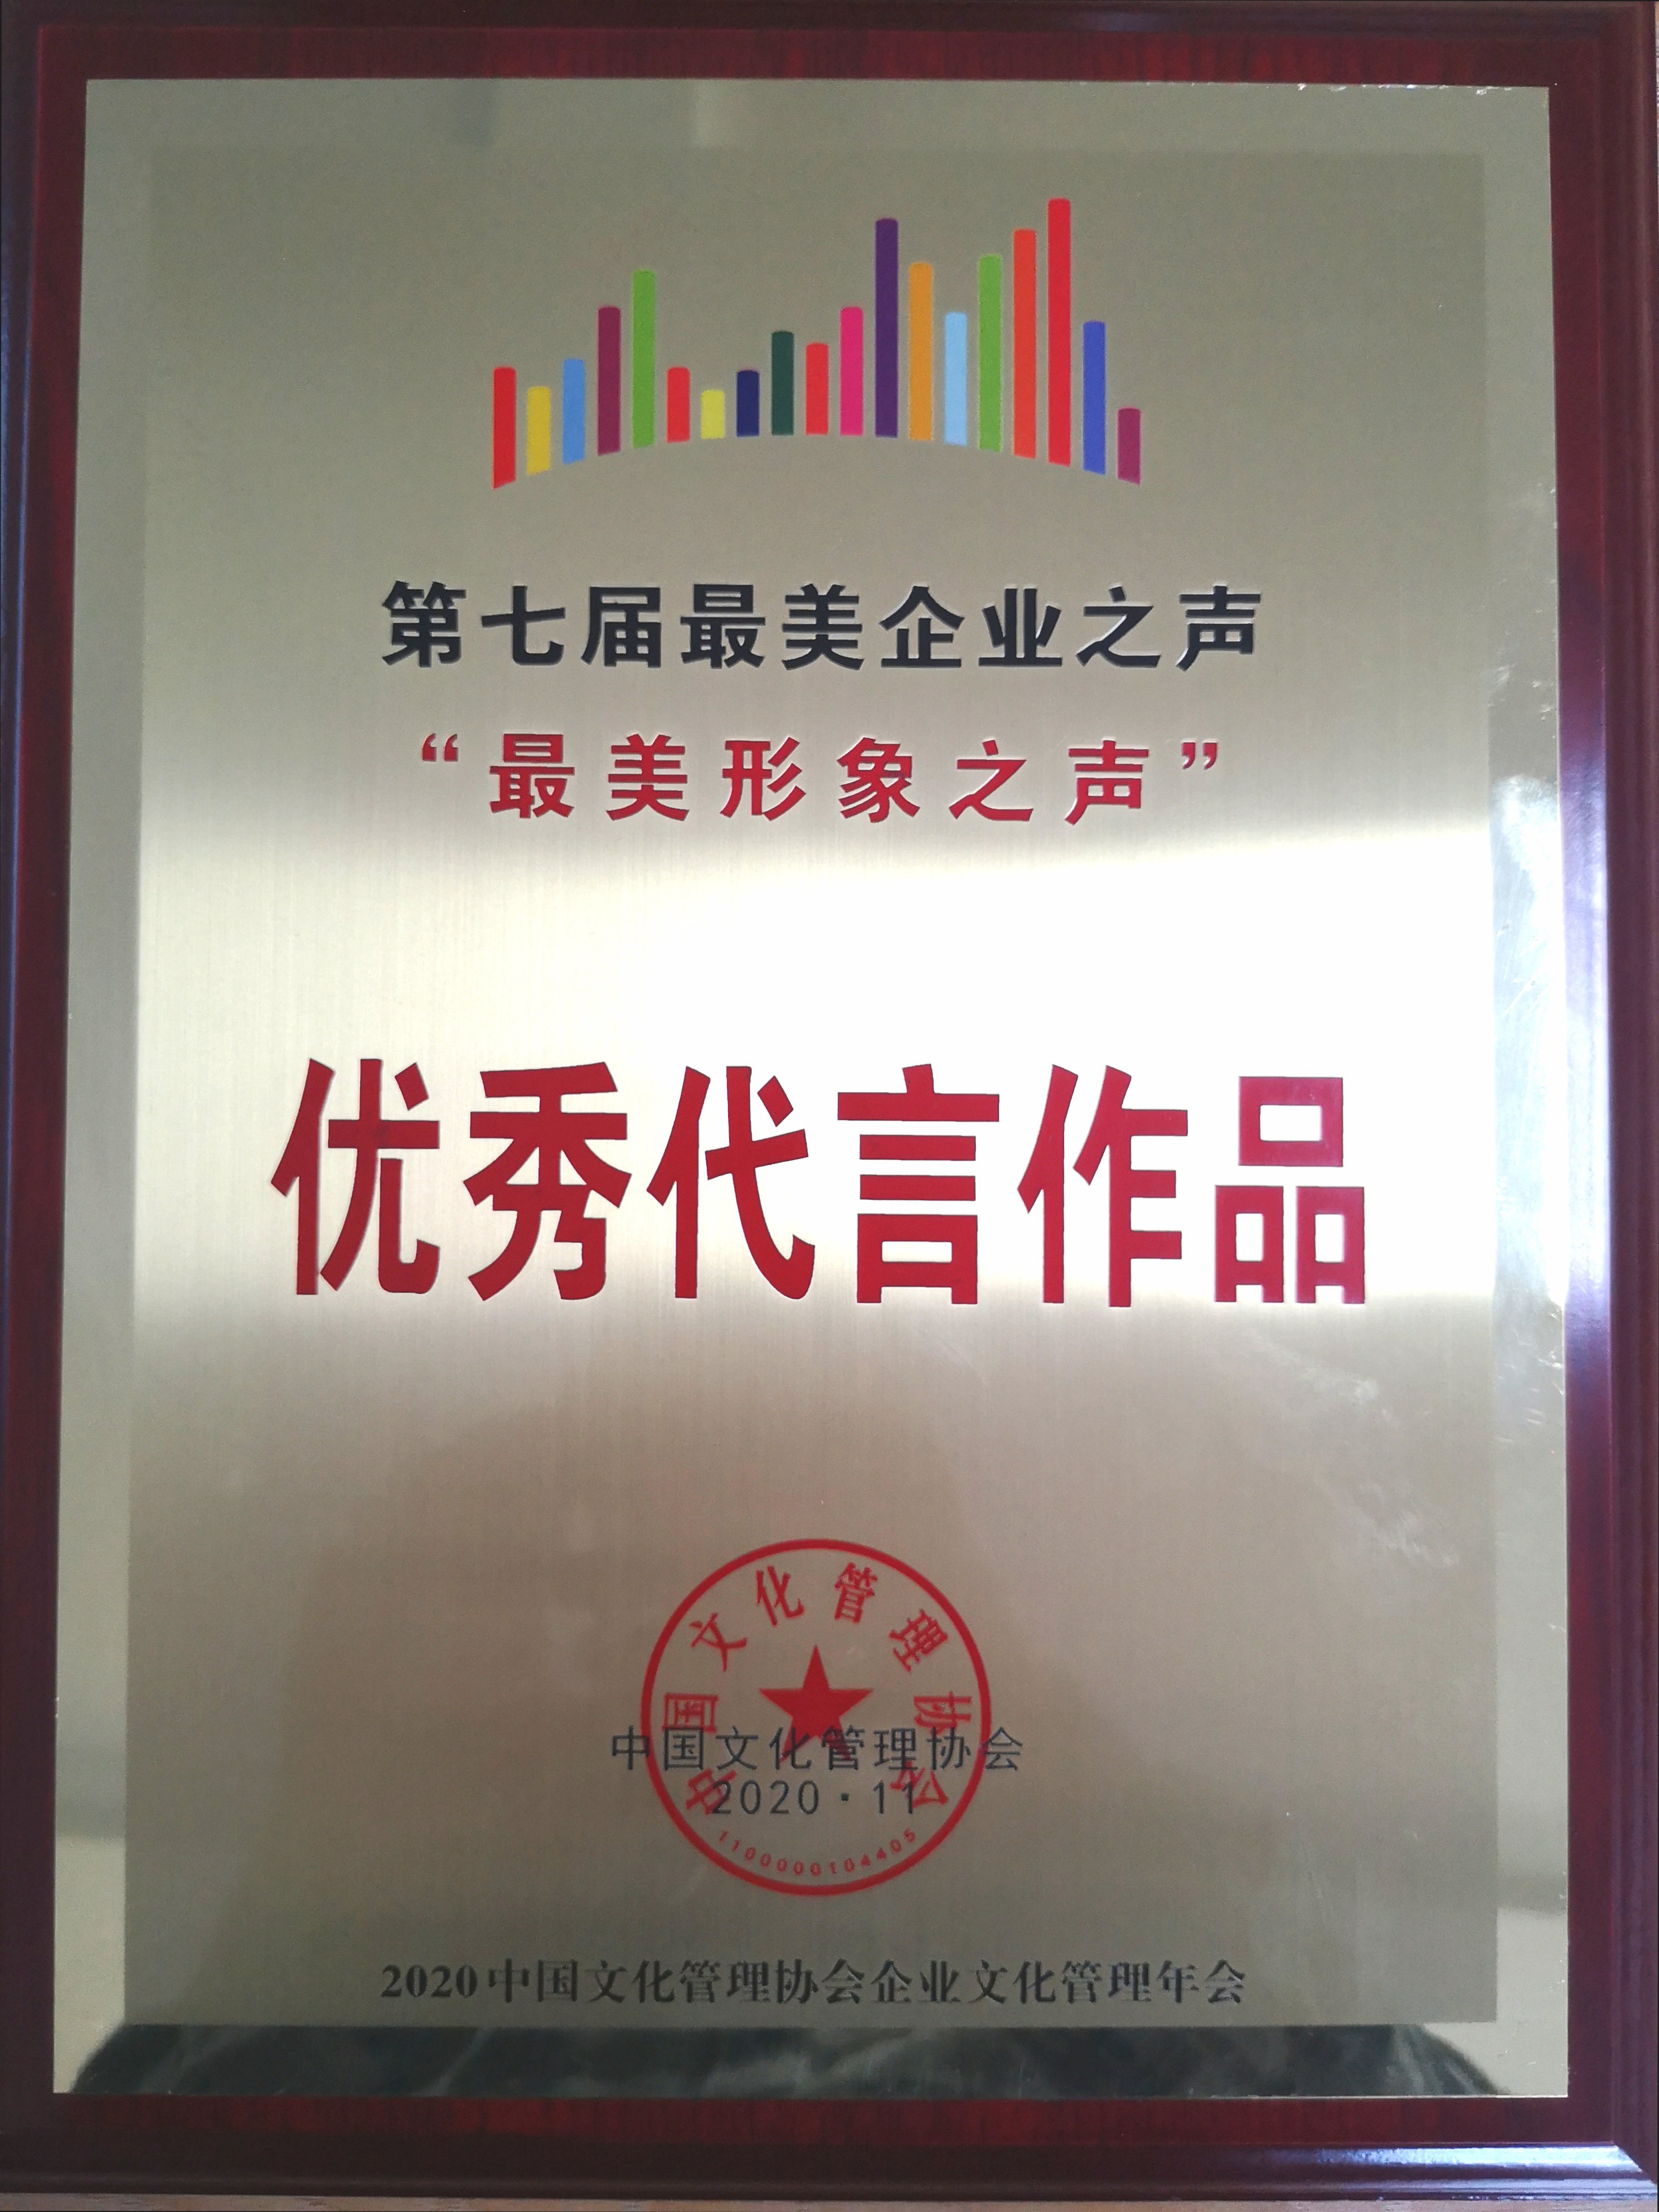 第七届最美企业之声
“最美形象之声”
优秀代言作品
中国文化管理协会
中国文化管理协会
2020·11
1100000104405
2020中国文化管理协会企业文化管理年会